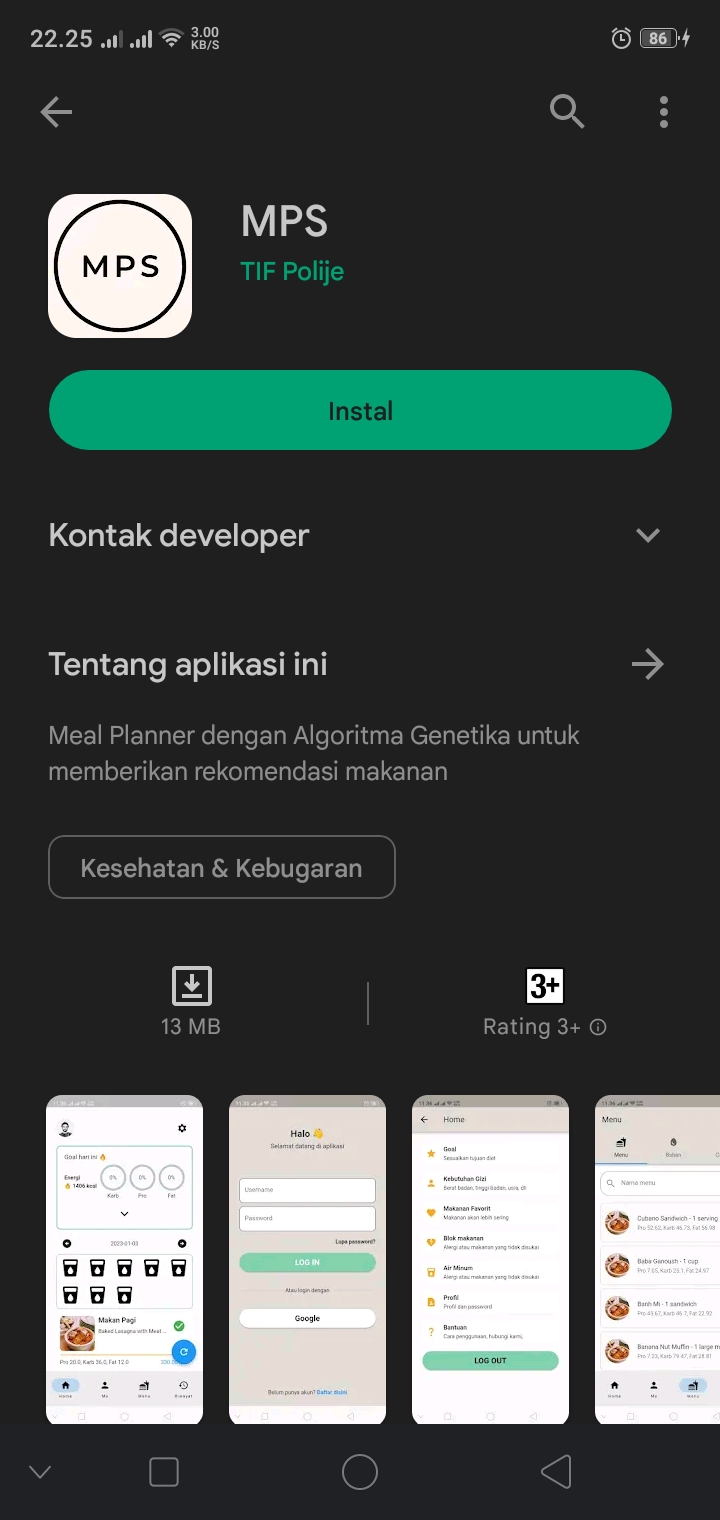 22.25
3.00
KB/S
86
MPS
MPS
TIF Polije
Instal
Kontak developer
Tentang aplikasi ini
Meal Planner dengan Algoritma Genetika untuk
memberikan rekomendasi makanan
Kesehatan & Kebugaran
3+
13 MB
Rating 3+
Goal hari ini
Energi
1406 kcal
0%
0%
0%
Karb
Pro
Fat
2023-01-03
Makan Pagi
Baked Lasagna with Meat ...
Pro 20.0, Karb 36.0, Fat 12.0
Home
Me
Menu
Riwayat
Halo
Selamat datang di aplikasi
Username
Password
Lupa password?
LOG IN
Atau login dengan
Google
Belum punya akun? Daftar disini
11.36
Home
Goal
Sesuaikan tujuan diet
Kebutuhan Gizi
Berat badan, tinggi badan, usia, dll
Makanan Favorit
Makanan akan lebih sering
Blok makanan
Alergi atau makanan yang tidak disukai
Air Minum
Alergi atau makanan yang tidak disukai
Profil
Profil dan password
Bantuan
Cara penggunaan, hubungi kami,
LOG OUT
11.36
Menu
Menu
Bahan
Nama menu
Cubano Sandwich - 1 serving
Pro 52.62, Karb 46.73, Fat 56.98
Baba Ganoush - 1 cup
Pro 7.65, Karb 25.1, Fat 24.97
Banh Mi - 1 sandwich
Pro 49.67, Karb 46.7, Fat 22.92
Banana Nut Muffin - 1 large m
Pro 7.23, Karb 79.47, Fat 28.81
Home
Me
Menu